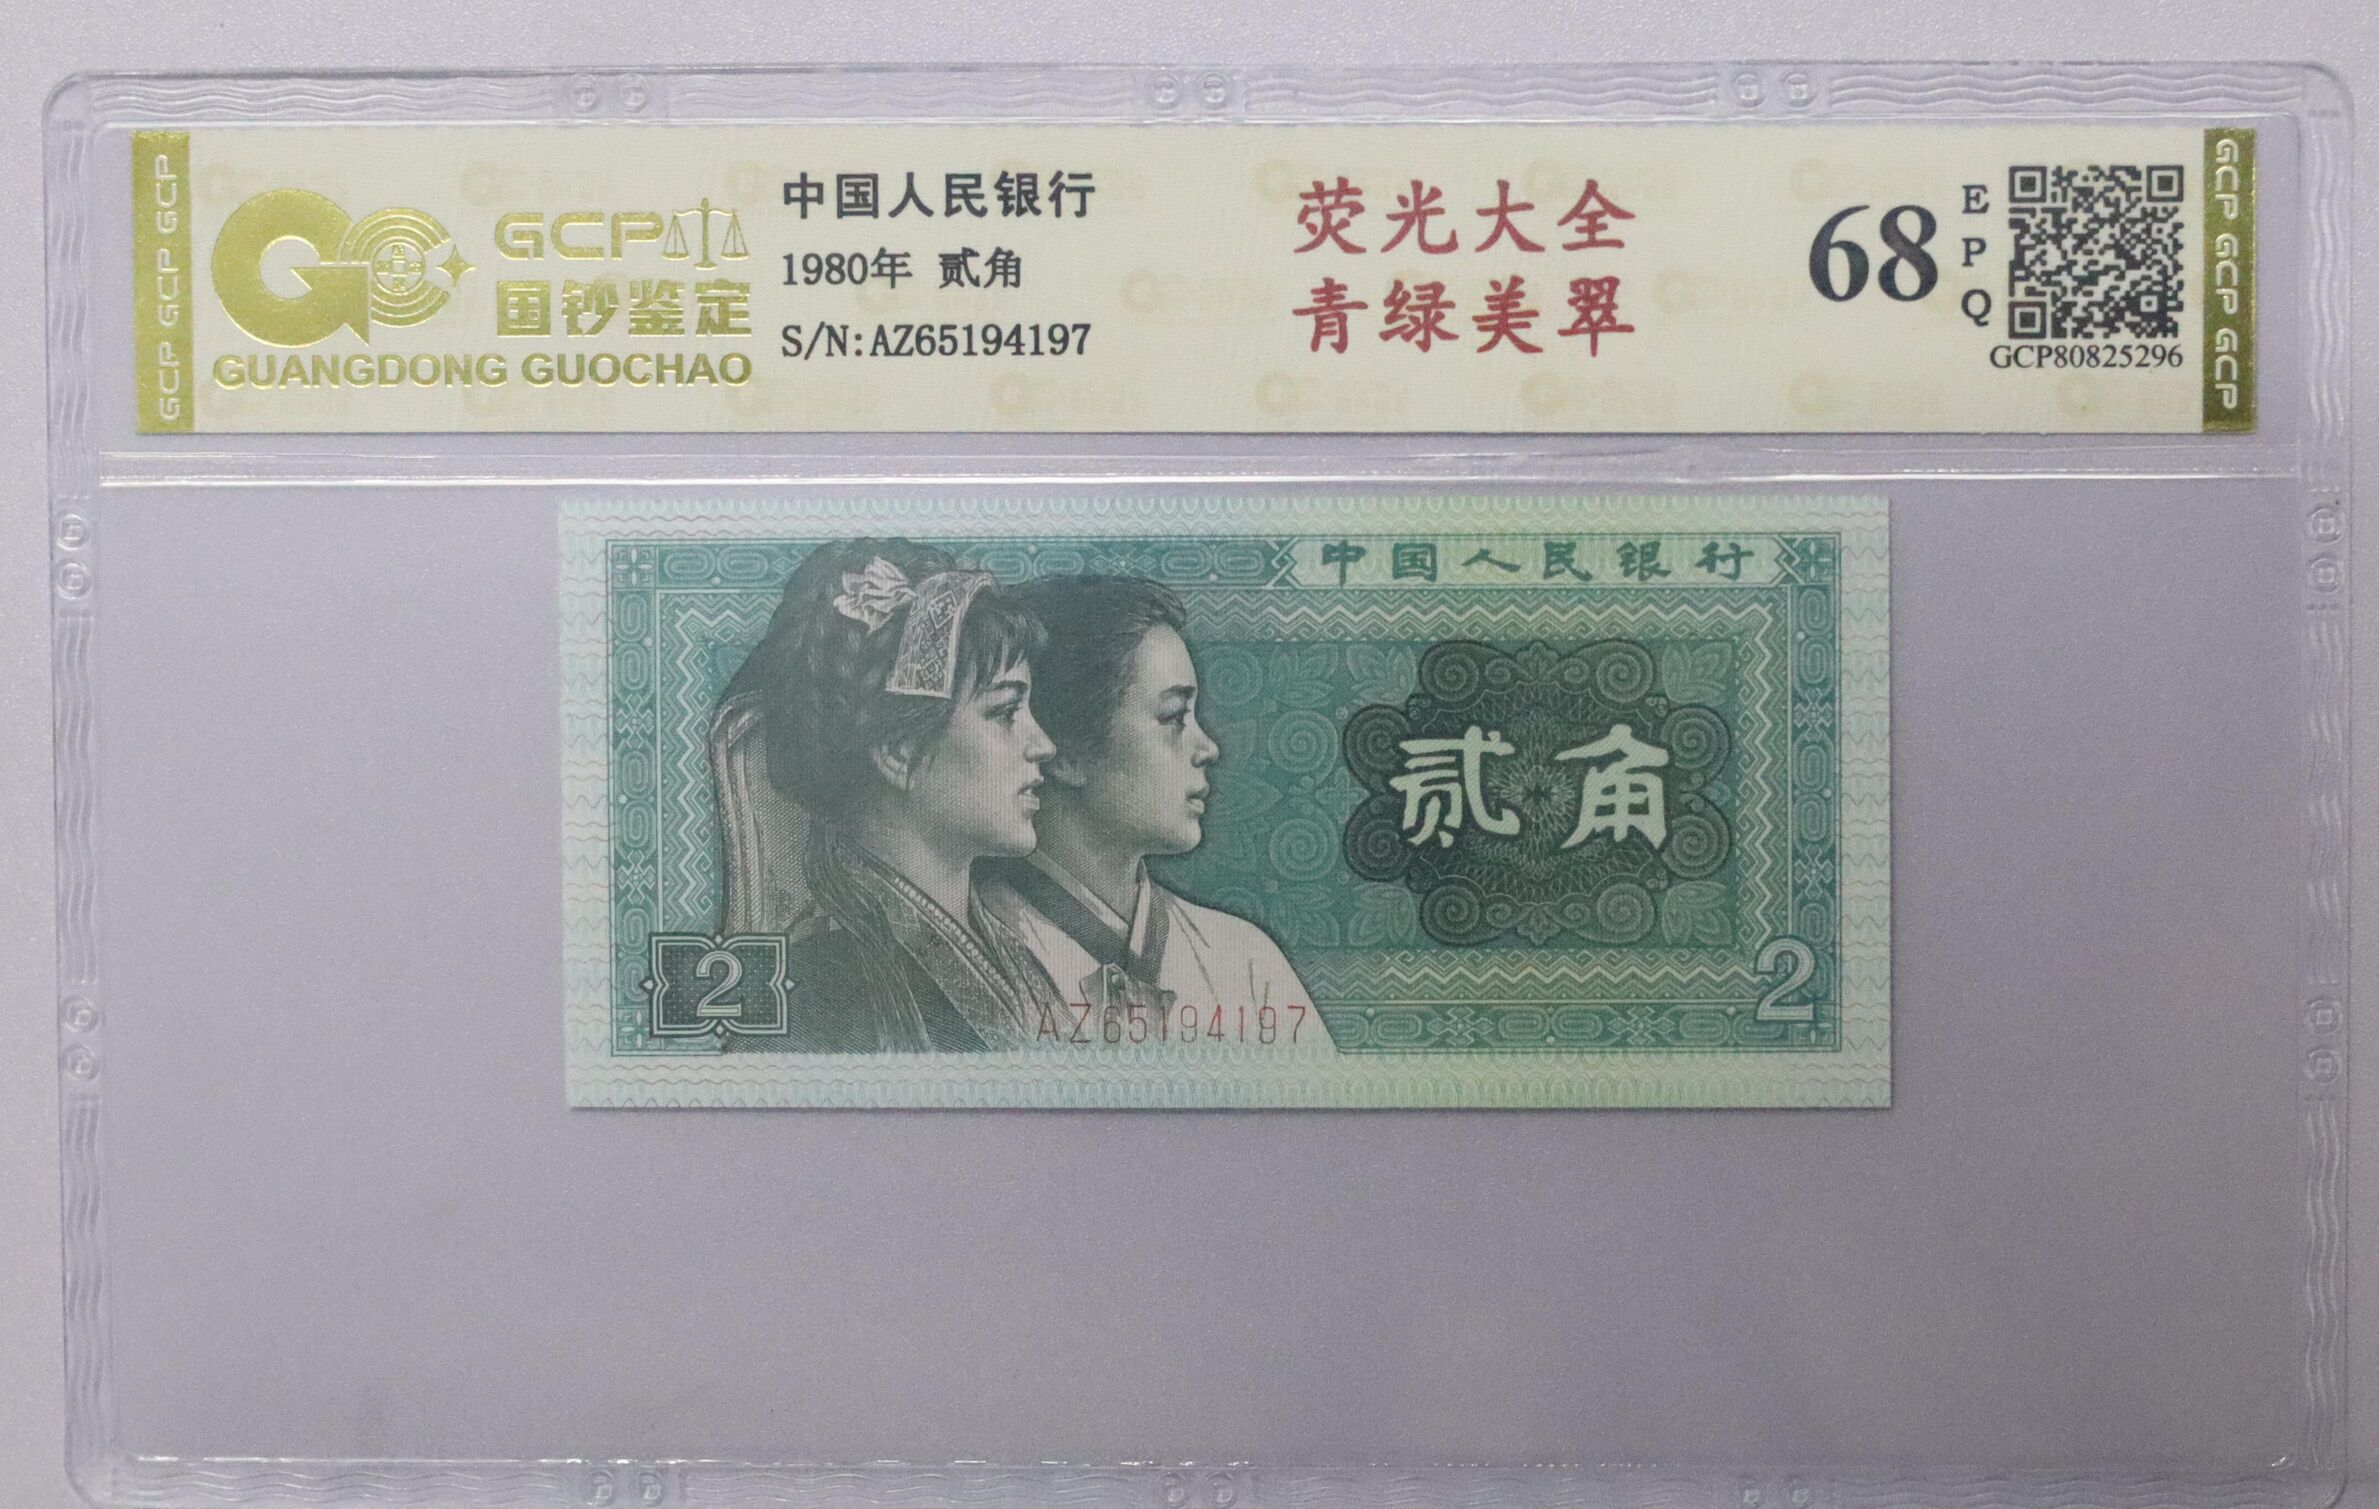 GCP
国钞鉴定
GUANGDONG GUOCHAO
中国人民银行
1980年 贰角
S/N:AZ65194197
荧光大全
青绿美翠
68
EPQ
GCP80825296
GCP GCP GCP
GCP GCP GCP
中国人民银行
贰角
2
2
AZ65194197